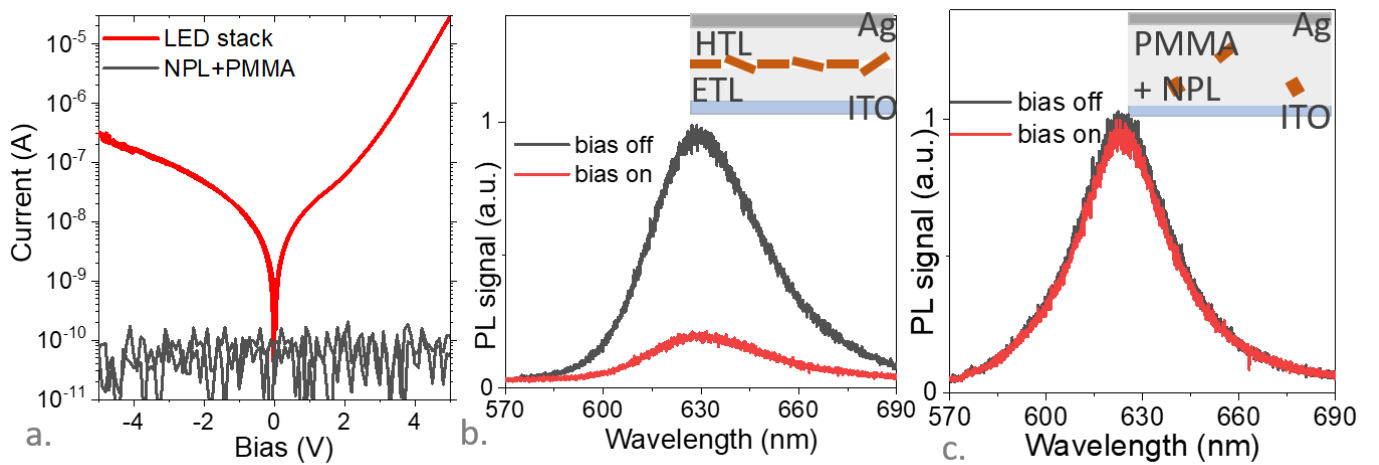 LED stack
NPL+PMMA
10⁻⁵
10⁻⁶
10⁻⁷
10⁻⁸
10⁻⁹
10⁻¹⁰
10⁻¹¹
Current (A)
-4 -2 0 2 4
Bias (V)
a.
HTL
Ag
ETL
ITO
bias off
bias on
1
0
PL signal (a.u.)
570 600 630 660 690
Wavelength (nm)
b.
PMMA
Ag
+ NPL
ITO
bias off
bias on
1
0
PL signal (a.u.)
570 600 630 660 690
Wavelength (nm)
c.